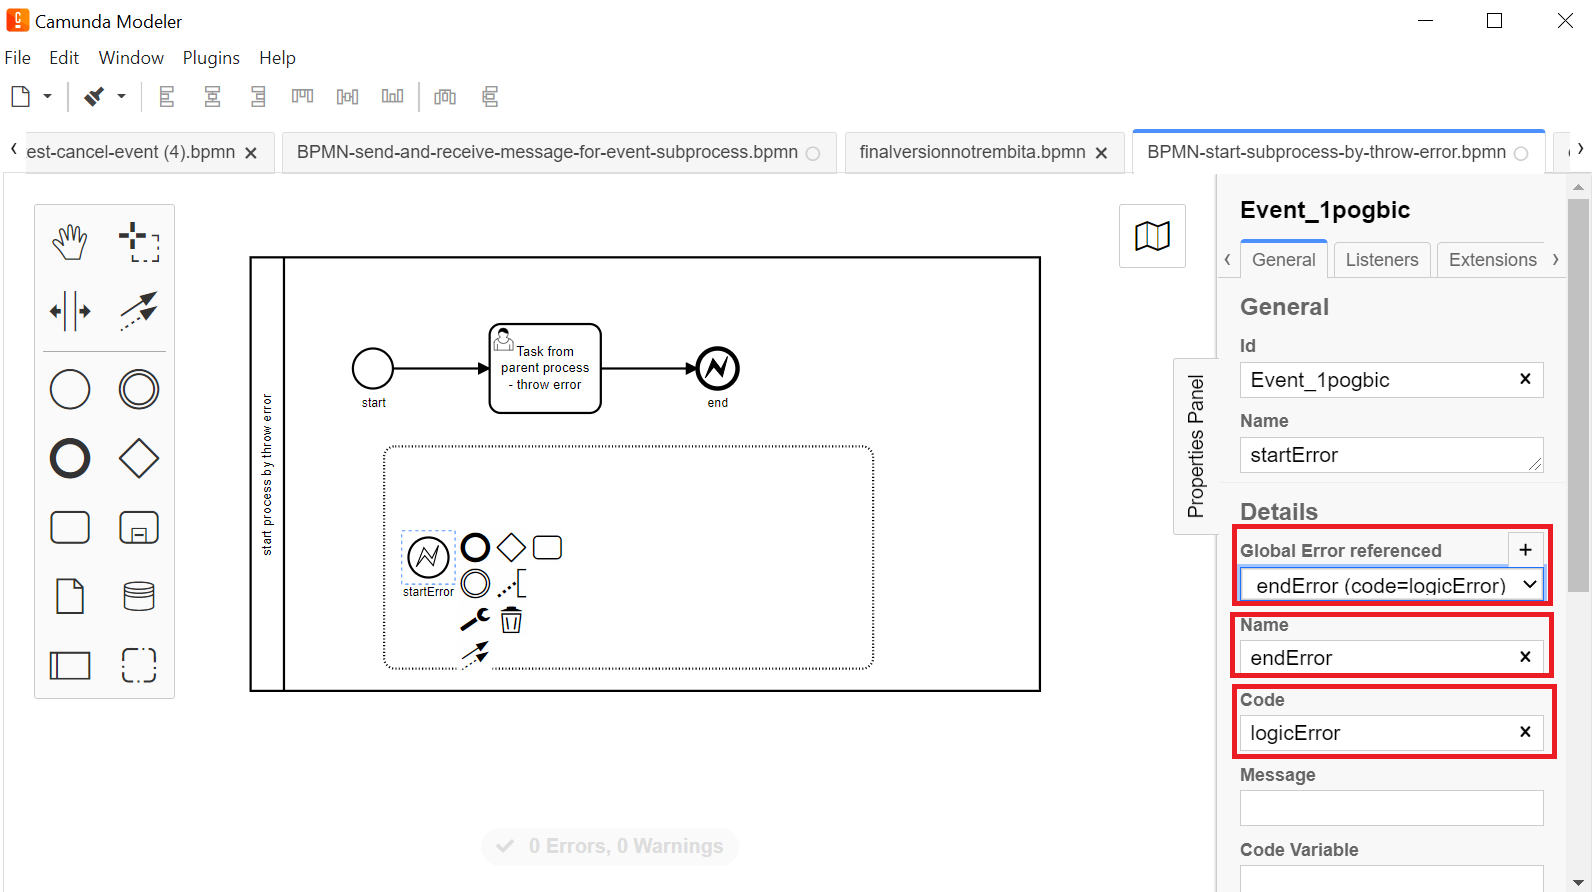 Camunda Modeler
File Edit Window Plugins Help
est-cancel-event (4).bpmn
BPMN-send-and-receive-message-for-event-subprocess.bpmn
finalversionnotrembita.bpmn
BPMN-start-subprocess-by-throw-error.bpmn
start process by throw error
start
Task from
parent process
- throw error
end
startError
0 Errors, 0 Warnings
Properties Panel
Event_1pogbic
General Listeners Extensions
General
Id
Event_1pogbic
Name
startError
Details
Global Error referenced
endError (code=logicError)
Name
endError
Code
logicError
Message
Code Variable